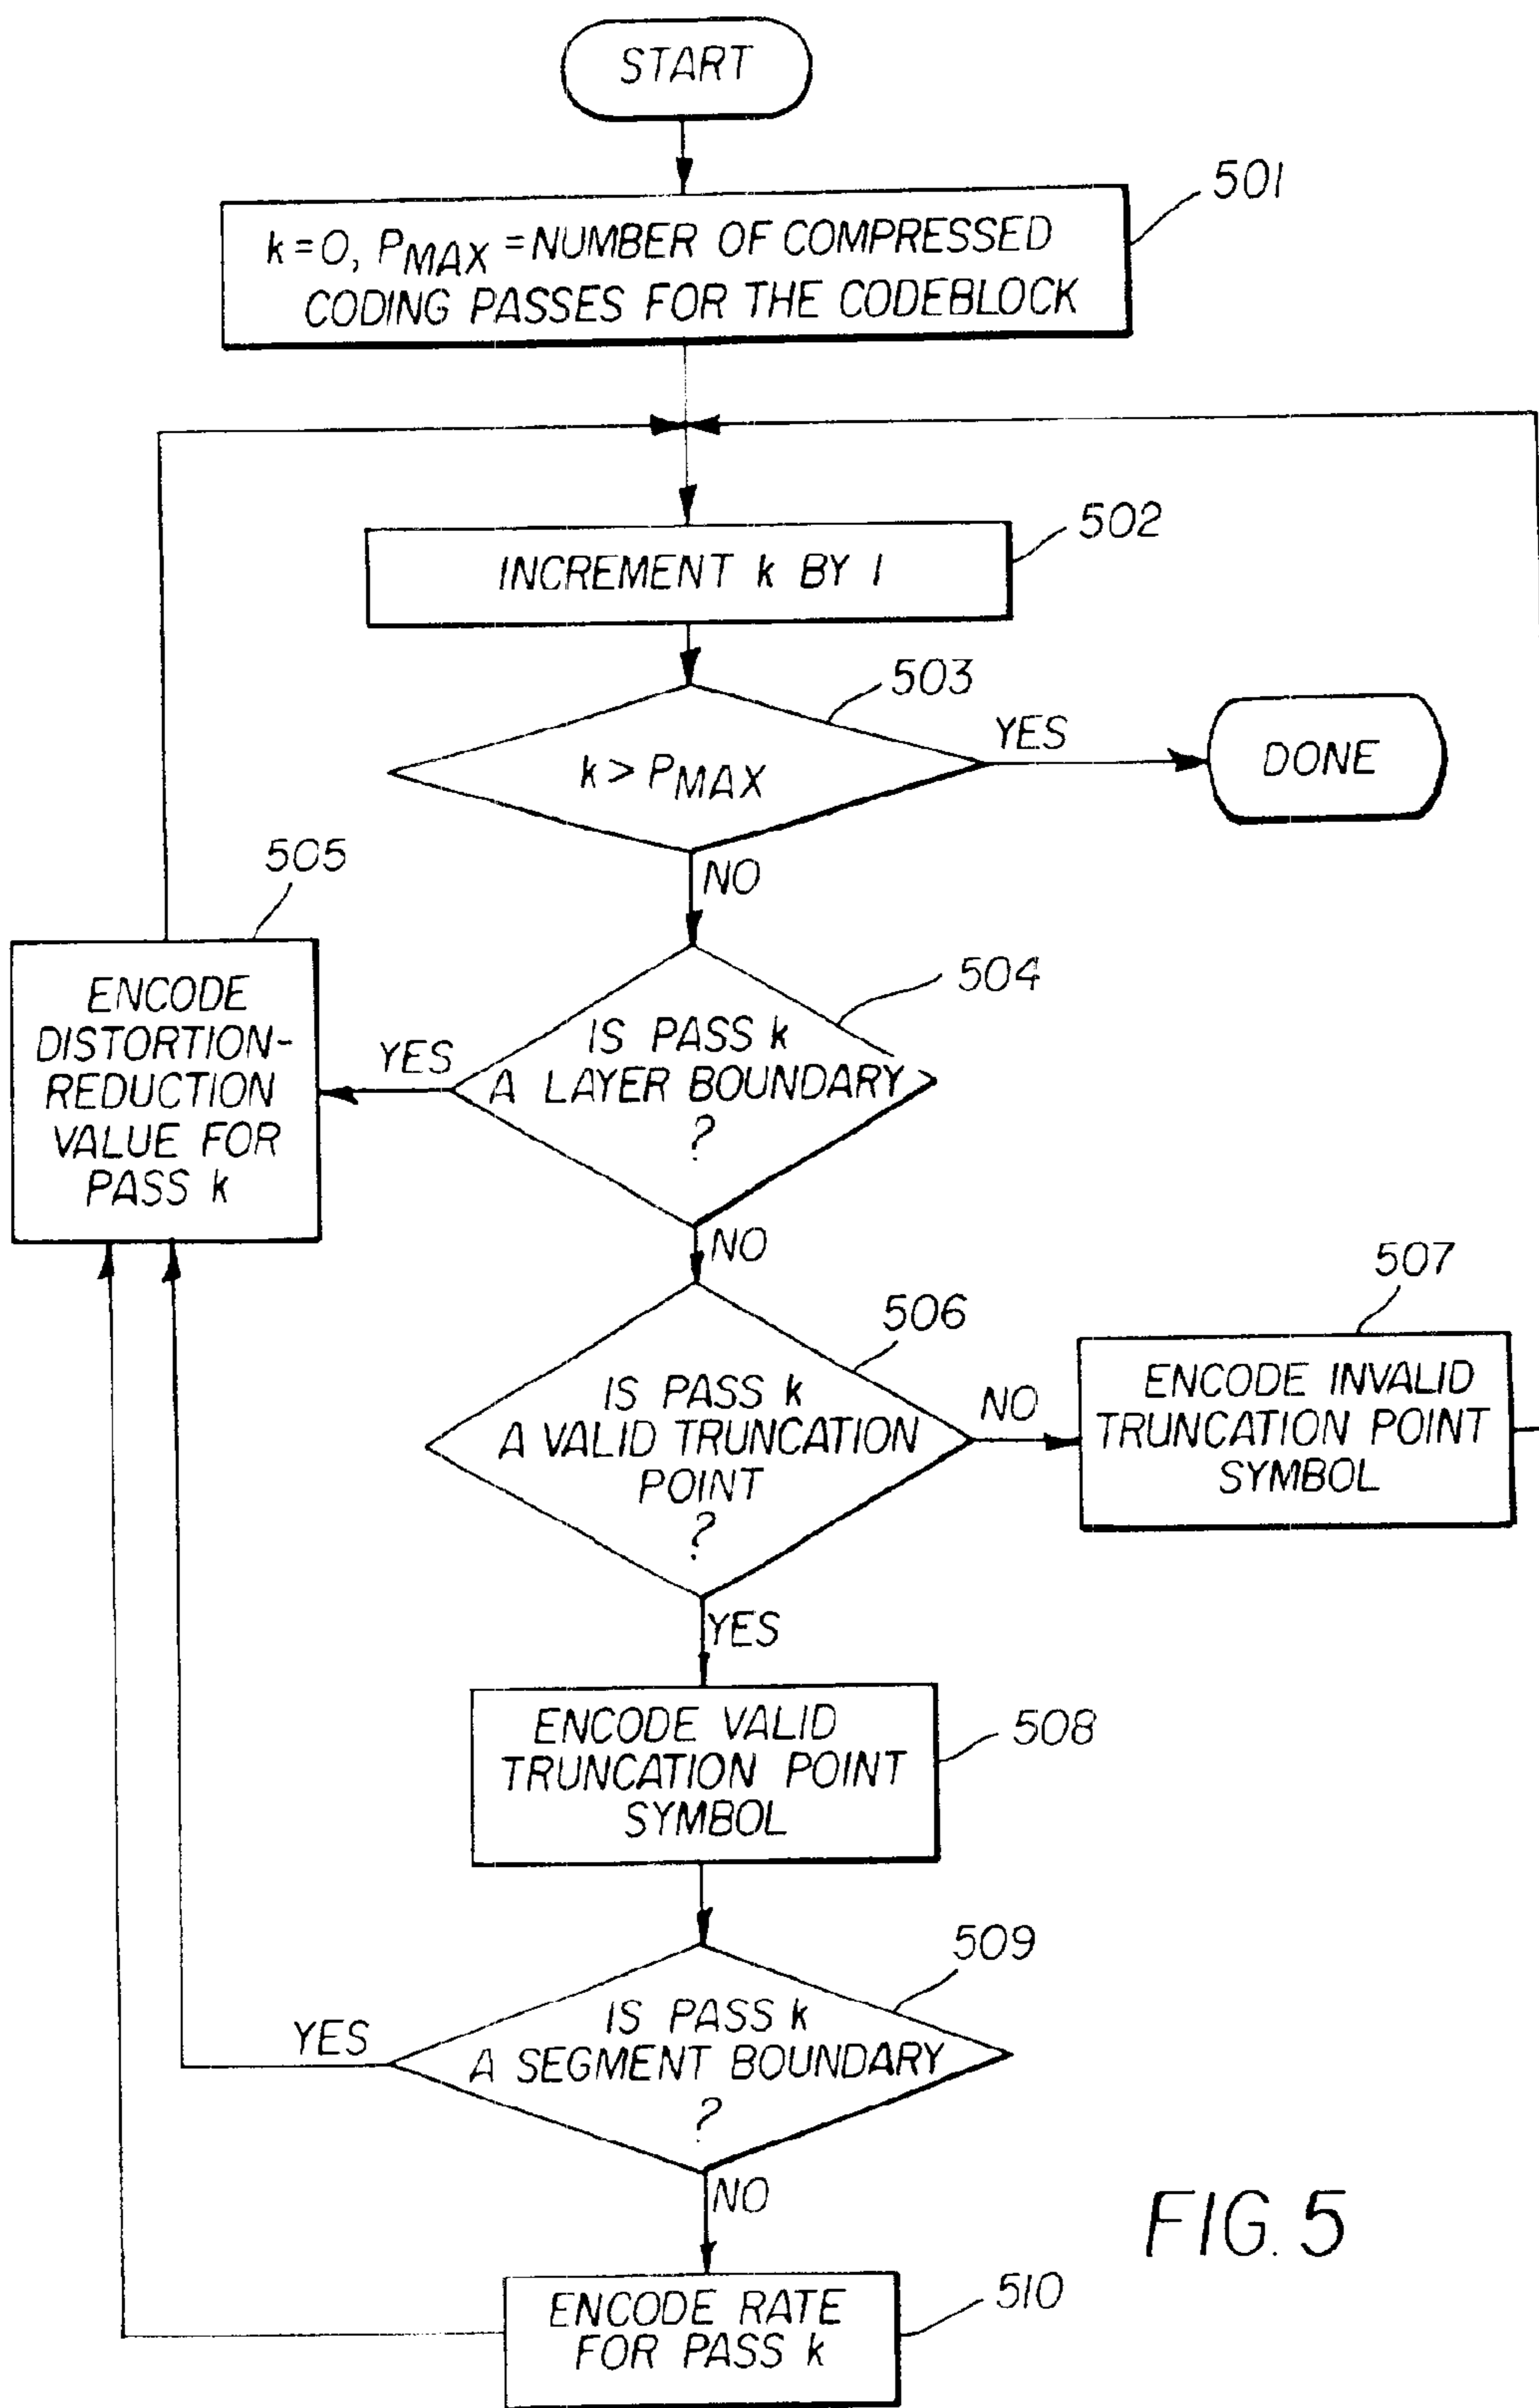 START
501
k=0, PMAX =NUMBER OF COMPRESSED
CODING PASSES FOR THE CODEBLOCK
502
INCREMENT k BY 1
503
k > PMAX
YES
DONE
NO
505
ENCODE
DISTORTION-
REDUCTION
VALUE FOR
PASS k
504
IS PASS k
A LAYER BOUNDARY
?
YES
NO
506
IS PASS k
A VALID TRUNCATION
POINT
?
NO
507
ENCODE INVALID
TRUNCATION POINT
SYMBOL
YES
508
ENCODE VALID
TRUNCATION POINT
SYMBOL
509
IS PASS k
A SEGMENT BOUNDARY
?
YES
NO
510
ENCODE RATE
FOR PASS k
FIG. 5